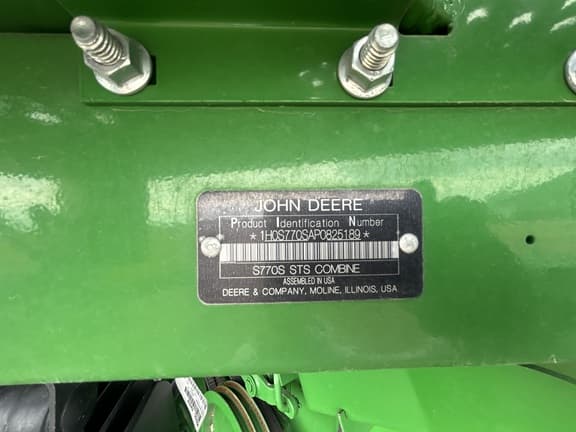 JOHN DEERE
Product Identification Number
*1H0S770SAP0825189*
S770S STS COMBINE
ASSEMBLED IN USA
DEERE & COMPANY, MOLINE, ILLINOIS, USA